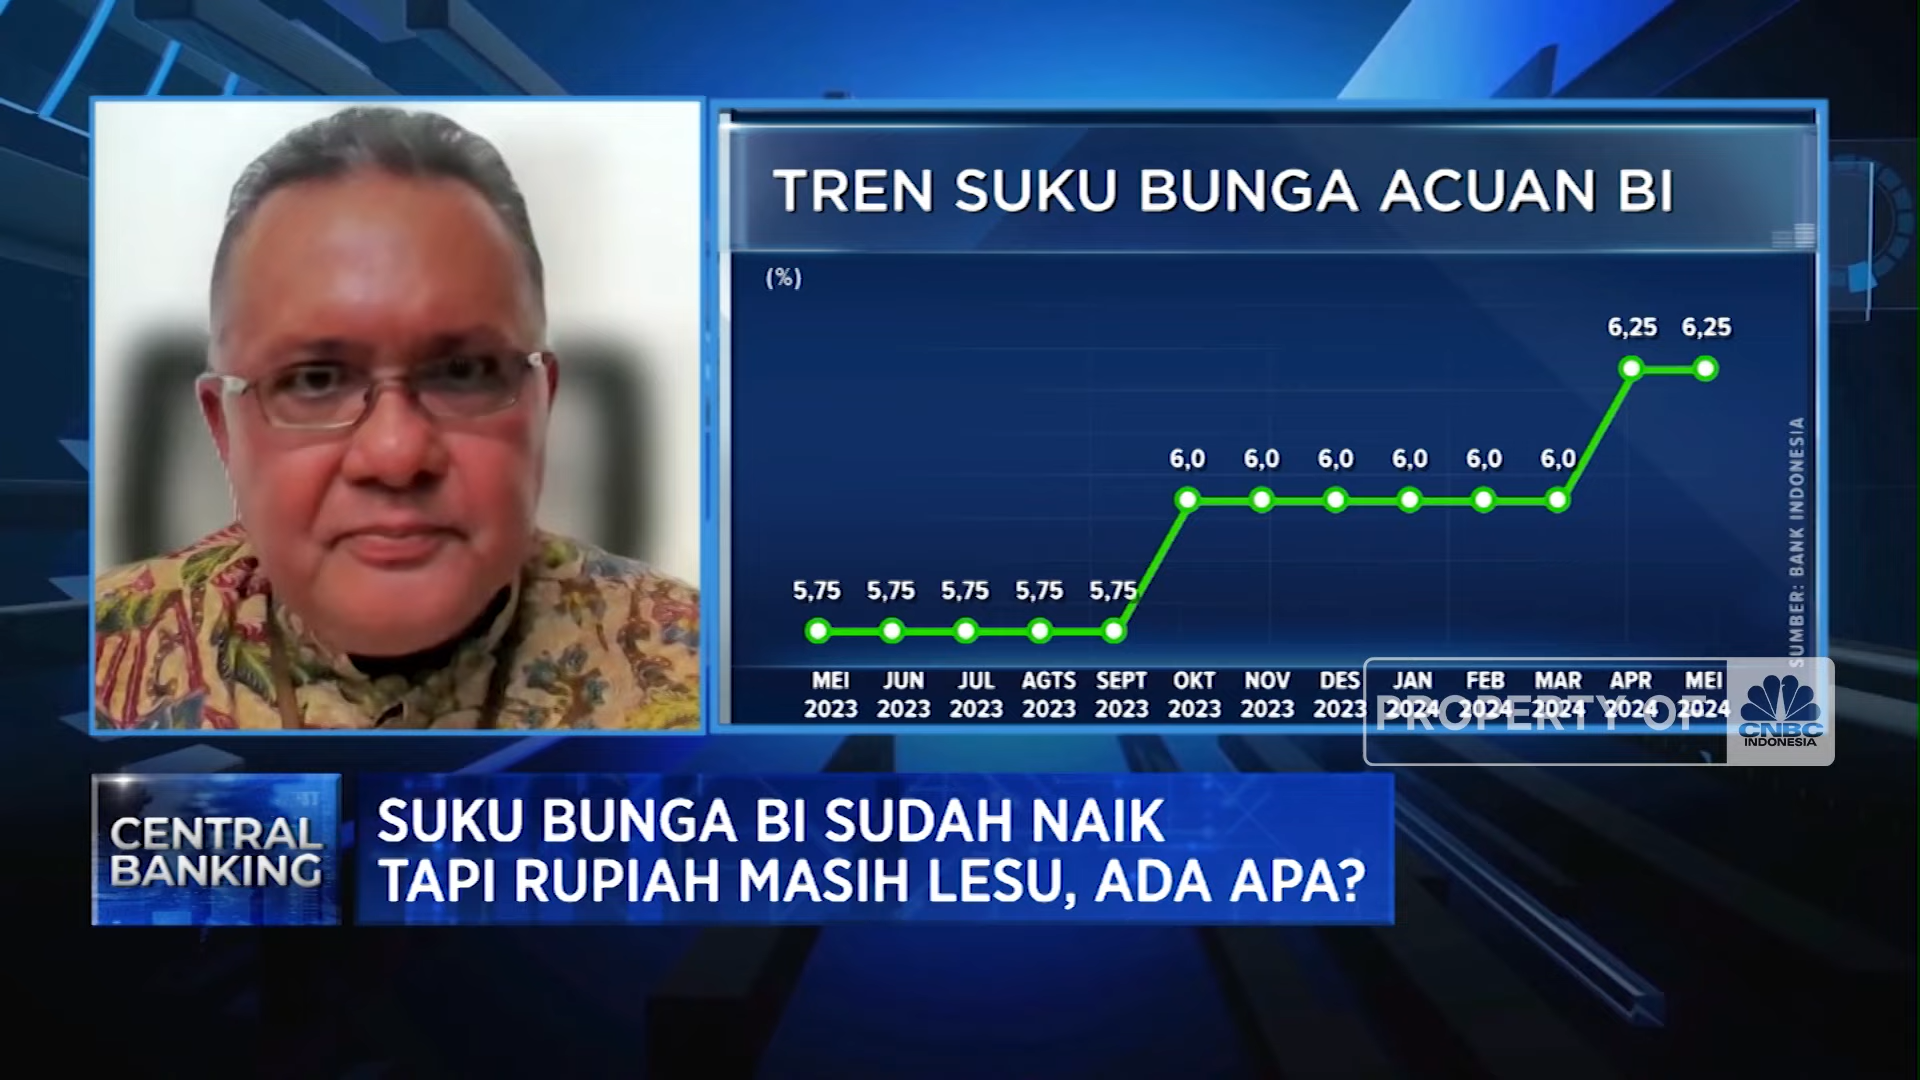 TREN SUKU BUNGA ACUAN BI
(%)
6,25 6,25
6,0 6,0 6,0 6,0 6,0 6,0
5,75 5,75 5,75 5,75 5,75
MEI JUN JUL AGTS SEPT OKT NOV DES JAN FEB MAR APR MEI
2023 2023 2023 2023 2023 2023 2023 2023 2024 2024 2024 2024 2024
SUMBER: BANK INDONESIA
PROPERTY OF
CNBC
INDONESIA
CENTRAL
BANKING
SUKU BUNGA BI SUDAH NAIK
TAPI RUPIAH MASIH LESU, ADA APA?